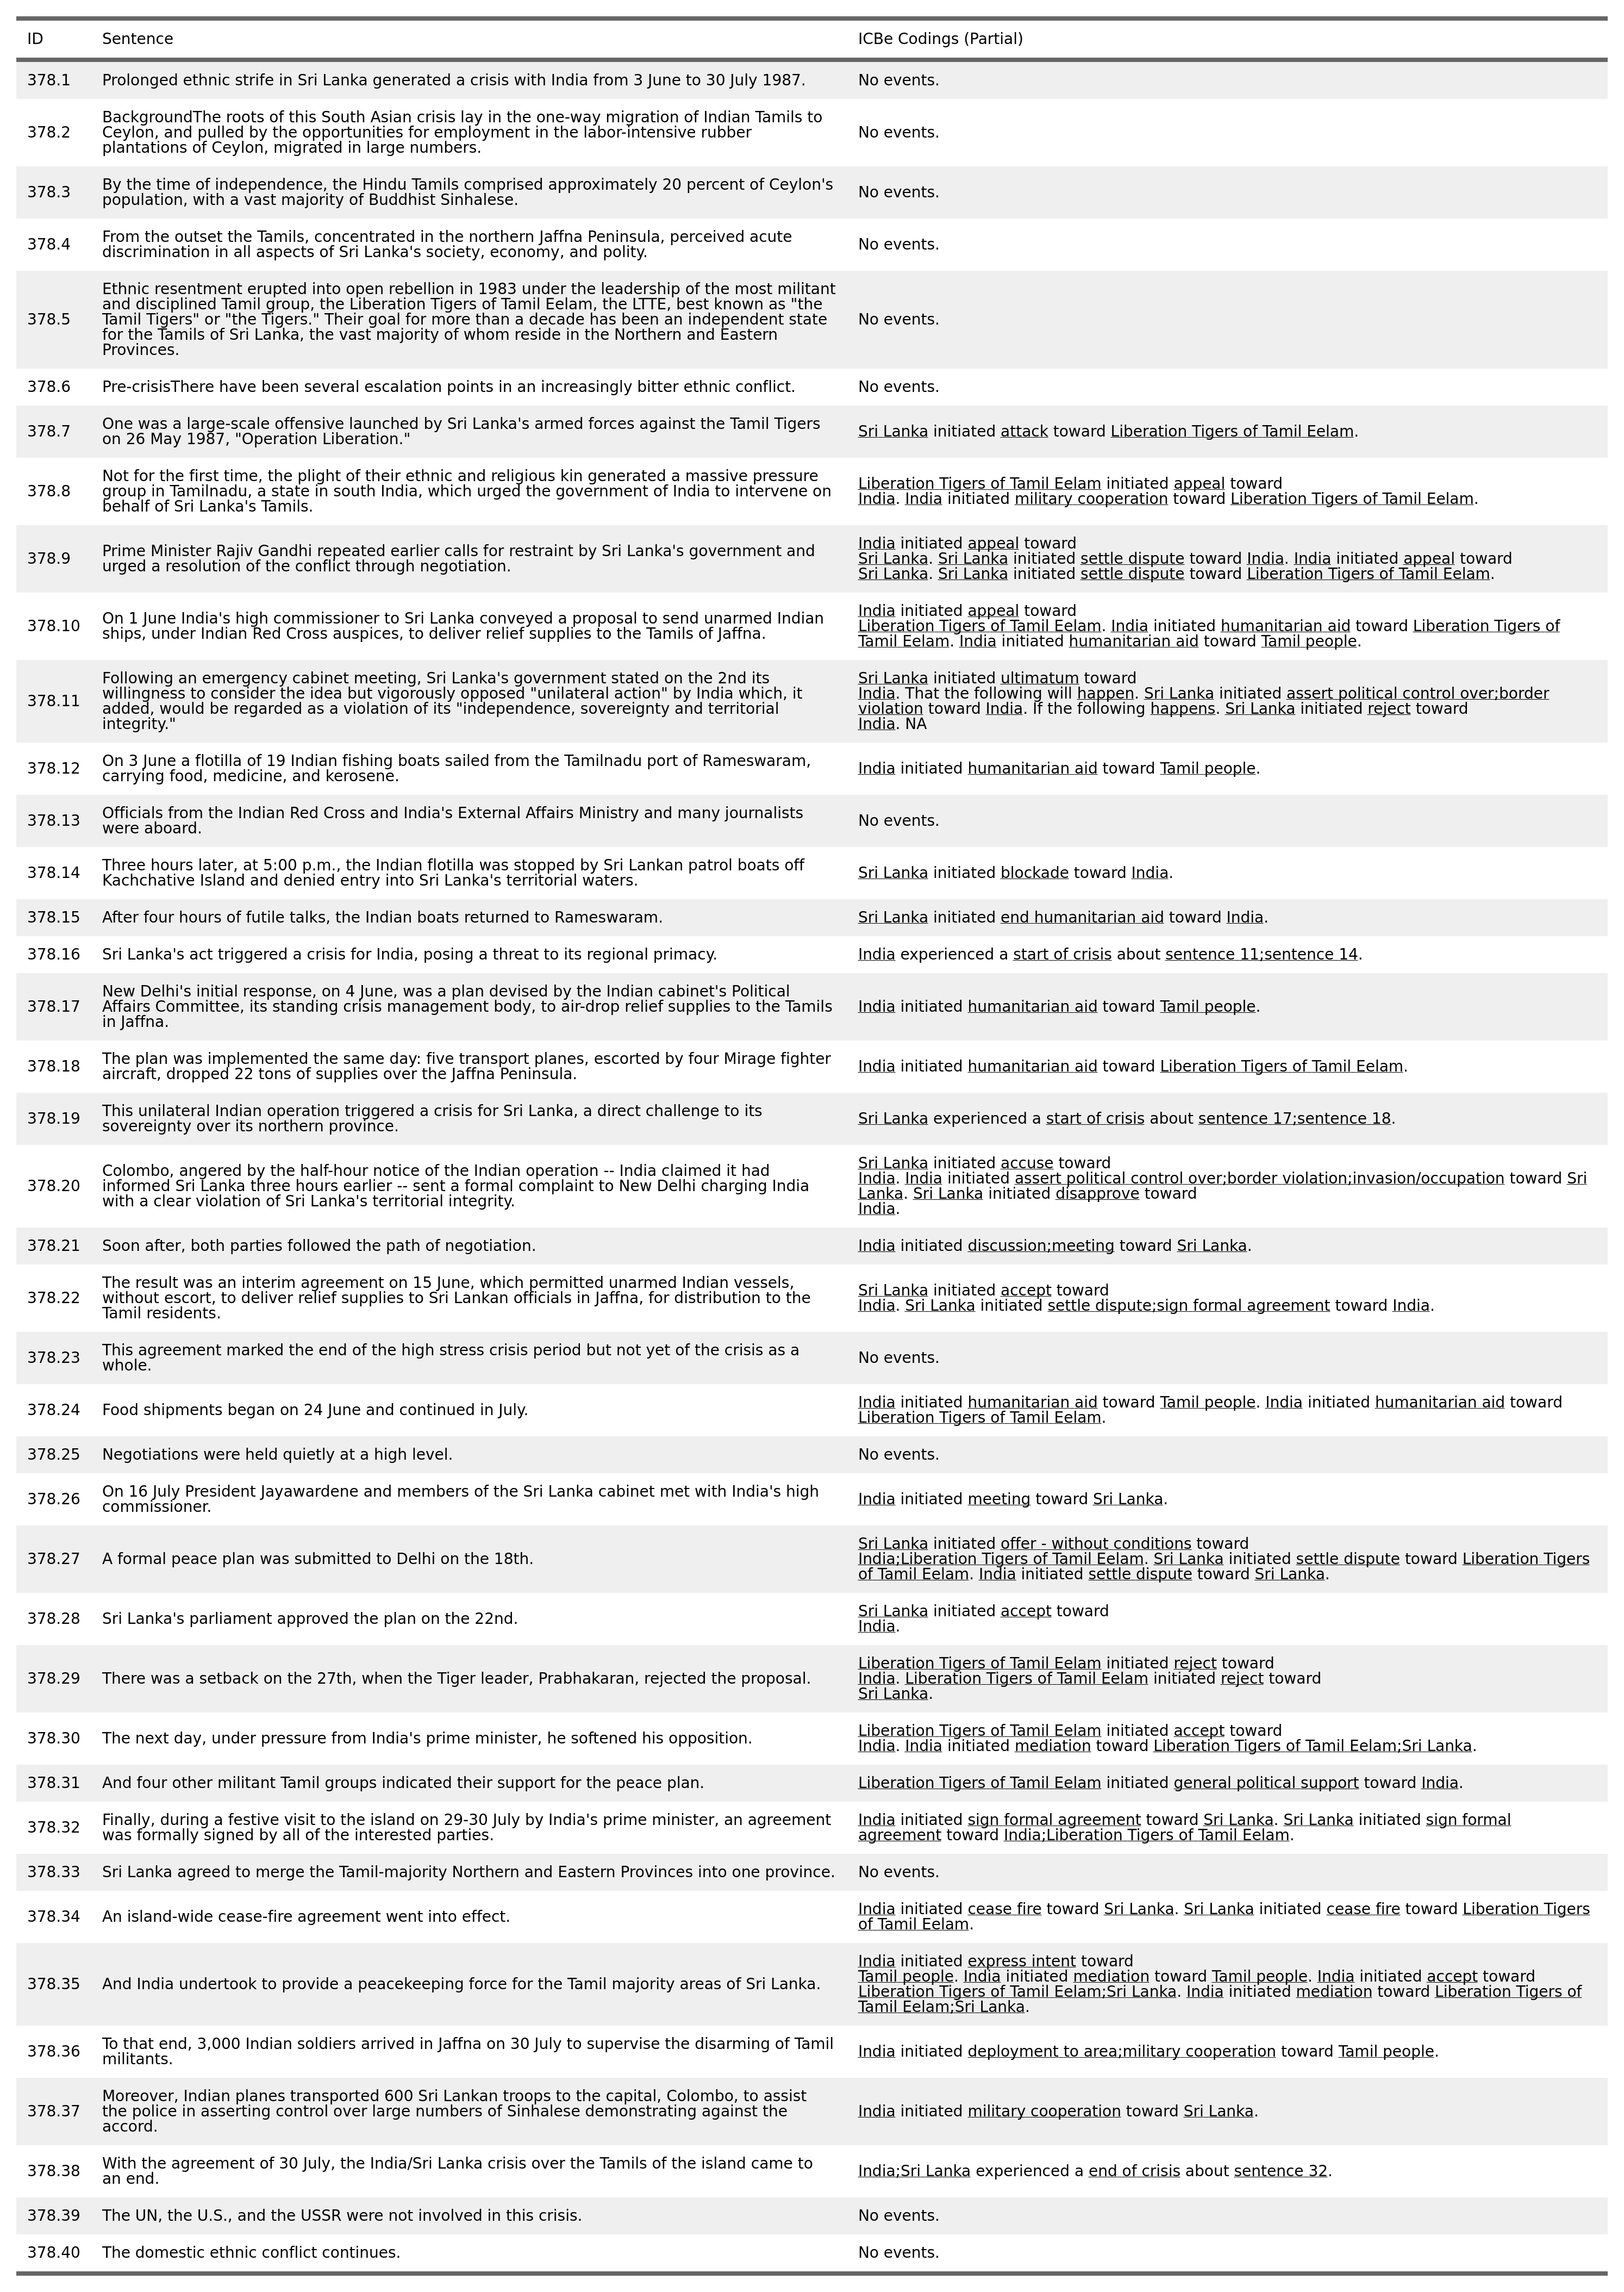 ID Sentence ICBe Codings (Partial)
378.1 Prolonged ethnic strife in Sri Lanka generated a crisis with India from 3 June to 30 July 1987. No events.
BackgroundThe roots of this South Asian crisis lay in the one-way migration of Indian Tamils to
378.2 Ceylon, and pulled by the opportunities for employment in the labor-intensive rubber No events.
plantations of Ceylon, migrated in large numbers.
378.3 By the time of independence, the Hindu Tamils comprised approximately 20 percent of Ceylon's No events.
population, with a vast majority of Buddhist Sinhalese.
378.4 From the outset the Tamils, concentrated in the northern Jaffna Peninsula, perceived acute No events.
discrimination in all aspects of Sri Lanka's society, economy, and polity.
Ethnic resentment erupted into open rebellion in 1983 under the leadership of the most militant
and disciplined Tamil group, the Liberation Tigers of Tamil Eelam, the LTTE, best known as "the
378.5 Tamil Tigers" or "the Tigers." Their goal for more than a decade has been an independent state No events.
for the Tamils of Sri Lanka, the vast majority of whom reside in the Northern and Eastern
Provinces.
378.6 Pre-crisisThere have been several escalation points in an increasingly bitter ethnic conflict. No events.
378.7 One was a large-scale offensive launched by Sri Lanka's armed forces against the Tamil Tigers Sri Lanka initiated attack toward Liberation Tigers of Tamil Eelam.
on 26 May 1987, "Operation Liberation."
378.8 Not for the first time, the plight of their ethnic and religious kin generated a massive pressure
group in Tamilnadu, a state in south India, which urged the government of India to intervene on
behalf of Sri Lanka's Tamils.
Liberation Tigers of Tamil Eelam initiated appeal toward
India. India initiated military cooperation toward Liberation Tigers of Tamil Eelam.
378.9 Prime Minister Rajiv Gandhi repeated earlier calls for restraint by Sri Lanka's government and
urged a resolution of the conflict through negotiation.
India initiated appeal toward
Sri Lanka. Sri Lanka initiated settle dispute toward India. India initiated appeal toward
Sri Lanka. Sri Lanka initiated settle dispute toward Liberation Tigers of Tamil Eelam.
378.10 On 1 June India's high commissioner to Sri Lanka conveyed a proposal to send unarmed Indian
ships, under Indian Red Cross auspices, to deliver relief supplies to the Tamils of Jaffna.
India initiated appeal toward
Liberation Tigers of Tamil Eelam. India initiated humanitarian aid toward Liberation Tigers of
Tamil Eelam. India initiated humanitarian aid toward Tamil people.
378.11 Following an emergency cabinet meeting, Sri Lanka's government stated on the 2nd its
willingness to consider the idea but vigorously opposed "unilateral action" by India which, it
added, would be regarded as a violation of its "independence, sovereignty and territorial
integrity."
Sri Lanka initiated ultimatum toward
India. That the following will happen. Sri Lanka initiated assert political control over;border
violation toward India. If the following happens. Sri Lanka initiated reject toward
India. NA
378.12 On 3 June a flotilla of 19 Indian fishing boats sailed from the Tamilnadu port of Rameswaram,
carrying food, medicine, and kerosene.
India initiated humanitarian aid toward Tamil people.
378.13 Officials from the Indian Red Cross and India's External Affairs Ministry and many journalists
were aboard.
No events.
378.14 Three hours later, at 5:00 p.m., the Indian flotilla was stopped by Sri Lankan patrol boats off
Kachchative Island and denied entry into Sri Lanka's territorial waters.
Sri Lanka initiated blockade toward India.
378.15 After four hours of futile talks, the Indian boats returned to Rameswaram. Sri Lanka initiated end humanitarian aid toward India.
378.16 Sri Lanka's act triggered a crisis for India, posing a threat to its regional primacy. India experienced a start of crisis about sentence 11;sentence 14.
378.17 New Delhi's initial response, on 4 June, was a plan devised by the Indian cabinet's Political
Affairs Committee, its standing crisis management body, to air-drop relief supplies to the Tamils
in Jaffna.
India initiated humanitarian aid toward Tamil people.
378.18 The plan was implemented the same day: five transport planes, escorted by four Mirage fighter
aircraft, dropped 22 tons of supplies over the Jaffna Peninsula.
India initiated humanitarian aid toward Liberation Tigers of Tamil Eelam.
378.19 This unilateral Indian operation triggered a crisis for Sri Lanka, a direct challenge to its
sovereignty over its northern province.
Sri Lanka experienced a start of crisis about sentence 17;sentence 18.
378.20 Colombo, angered by the half-hour notice of the Indian operation -- India claimed it had
informed Sri Lanka three hours earlier -- sent a formal complaint to New Delhi charging India
with a clear violation of Sri Lanka's territorial integrity.
Sri Lanka initiated accuse toward
India. India initiated assert political control over;border violation;invasion/occupation toward Sri
Lanka. Sri Lanka initiated disapprove toward
India.
378.21 Soon after, both parties followed the path of negotiation. India initiated discussion;meeting toward Sri Lanka.
378.22 The result was an interim agreement on 15 June, which permitted unarmed Indian vessels,
without escort, to deliver relief supplies to Sri Lankan officials in Jaffna, for distribution to the
Tamil residents.
Sri Lanka initiated accept toward
India. Sri Lanka initiated settle dispute;sign formal agreement toward India.
378.23 This agreement marked the end of the high stress crisis period but not yet of the crisis as a
whole.
No events.
378.24 Food shipments began on 24 June and continued in July.
India initiated humanitarian aid toward Tamil people. India initiated humanitarian aid toward
Liberation Tigers of Tamil Eelam.
378.25 Negotiations were held quietly at a high level. No events.
378.26 On 16 July President Jayawardene and members of the Sri Lanka cabinet met with India's high
commissioner.
India initiated meeting toward Sri Lanka.
378.27 A formal peace plan was submitted to Delhi on the 18th.
Sri Lanka initiated offer - without conditions toward
India;Liberation Tigers of Tamil Eelam. Sri Lanka initiated settle dispute toward Liberation Tigers
of Tamil Eelam. India initiated settle dispute toward Sri Lanka.
378.28 Sri Lanka's parliament approved the plan on the 22nd.
Sri Lanka initiated accept toward
India.
378.29 There was a setback on the 27th, when the Tiger leader, Prabhakaran, rejected the proposal.
Liberation Tigers of Tamil Eelam initiated reject toward
India. Liberation Tigers of Tamil Eelam initiated reject toward
Sri Lanka.
378.30 The next day, under pressure from India's prime minister, he softened his opposition.
Liberation Tigers of Tamil Eelam initiated accept toward
India. India initiated mediation toward Liberation Tigers of Tamil Eelam;Sri Lanka.
378.31 And four other militant Tamil groups indicated their support for the peace plan. Liberation Tigers of Tamil Eelam initiated general political support toward India.
378.32 Finally, during a festive visit to the island on 29-30 July by India's prime minister, an agreement
was formally signed by all of the interested parties.
India initiated sign formal agreement toward Sri Lanka. Sri Lanka initiated sign formal
agreement toward India;Liberation Tigers of Tamil Eelam.
378.33 Sri Lanka agreed to merge the Tamil-majority Northern and Eastern Provinces into one province. No events.
378.34 An island-wide cease-fire agreement went into effect.
India initiated cease fire toward Sri Lanka. Sri Lanka initiated cease fire toward Liberation Tigers
of Tamil Eelam.
378.35 And India undertook to provide a peacekeeping force for the Tamil majority areas of Sri Lanka.
India initiated express intent toward
Tamil people. India initiated mediation toward Tamil people. India initiated accept toward
Liberation Tigers of Tamil Eelam;Sri Lanka. India initiated mediation toward Liberation Tigers of
Tamil Eelam;Sri Lanka.
378.36 To that end, 3,000 Indian soldiers arrived in Jaffna on 30 July to supervise the disarming of Tamil
militants.
India initiated deployment to area;military cooperation toward Tamil people.
378.37 Moreover, Indian planes transported 600 Sri Lankan troops to the capital, Colombo, to assist
the police in asserting control over large numbers of Sinhalese demonstrating against the
accord.
India initiated military cooperation toward Sri Lanka.
378.38 With the agreement of 30 July, the India/Sri Lanka crisis over the Tamils of the island came to
an end.
India;Sri Lanka experienced a end of crisis about sentence 32.
378.39 The UN, the U.S., and the USSR were not involved in this crisis. No events.
378.40 The domestic ethnic conflict continues. No events.